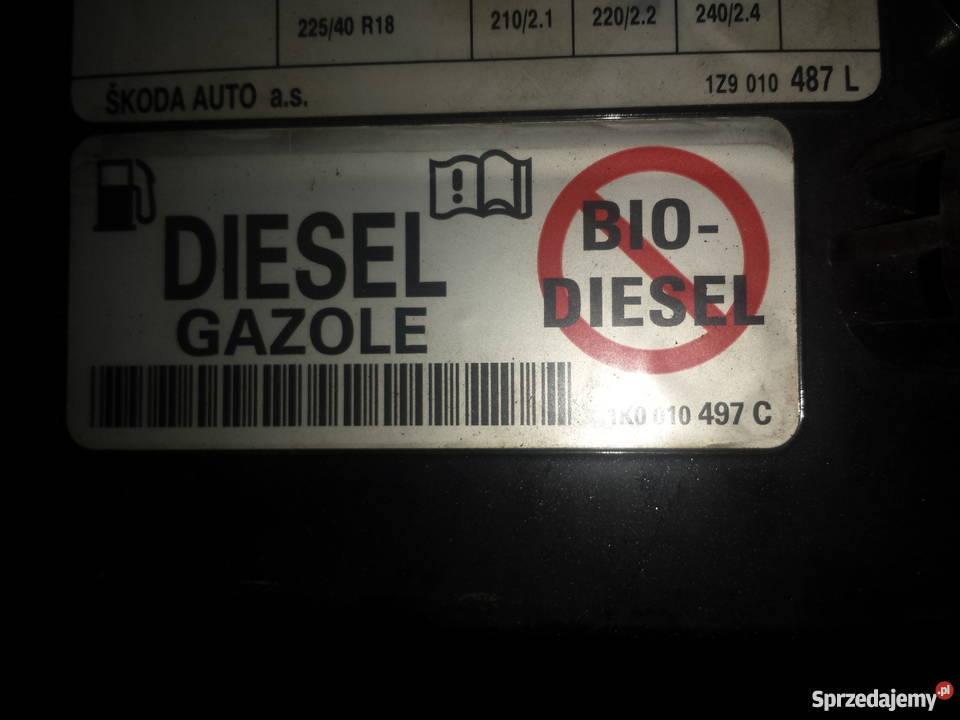 225/40 R18 210/2.1 220/2.2 240/2.4
ŠKODA AUTO a.s. 1Z9 010 487 L
DIESEL
GAZOLE
BIO-
DIESEL
1K0 010 497 C
Sprzedajemy.pl